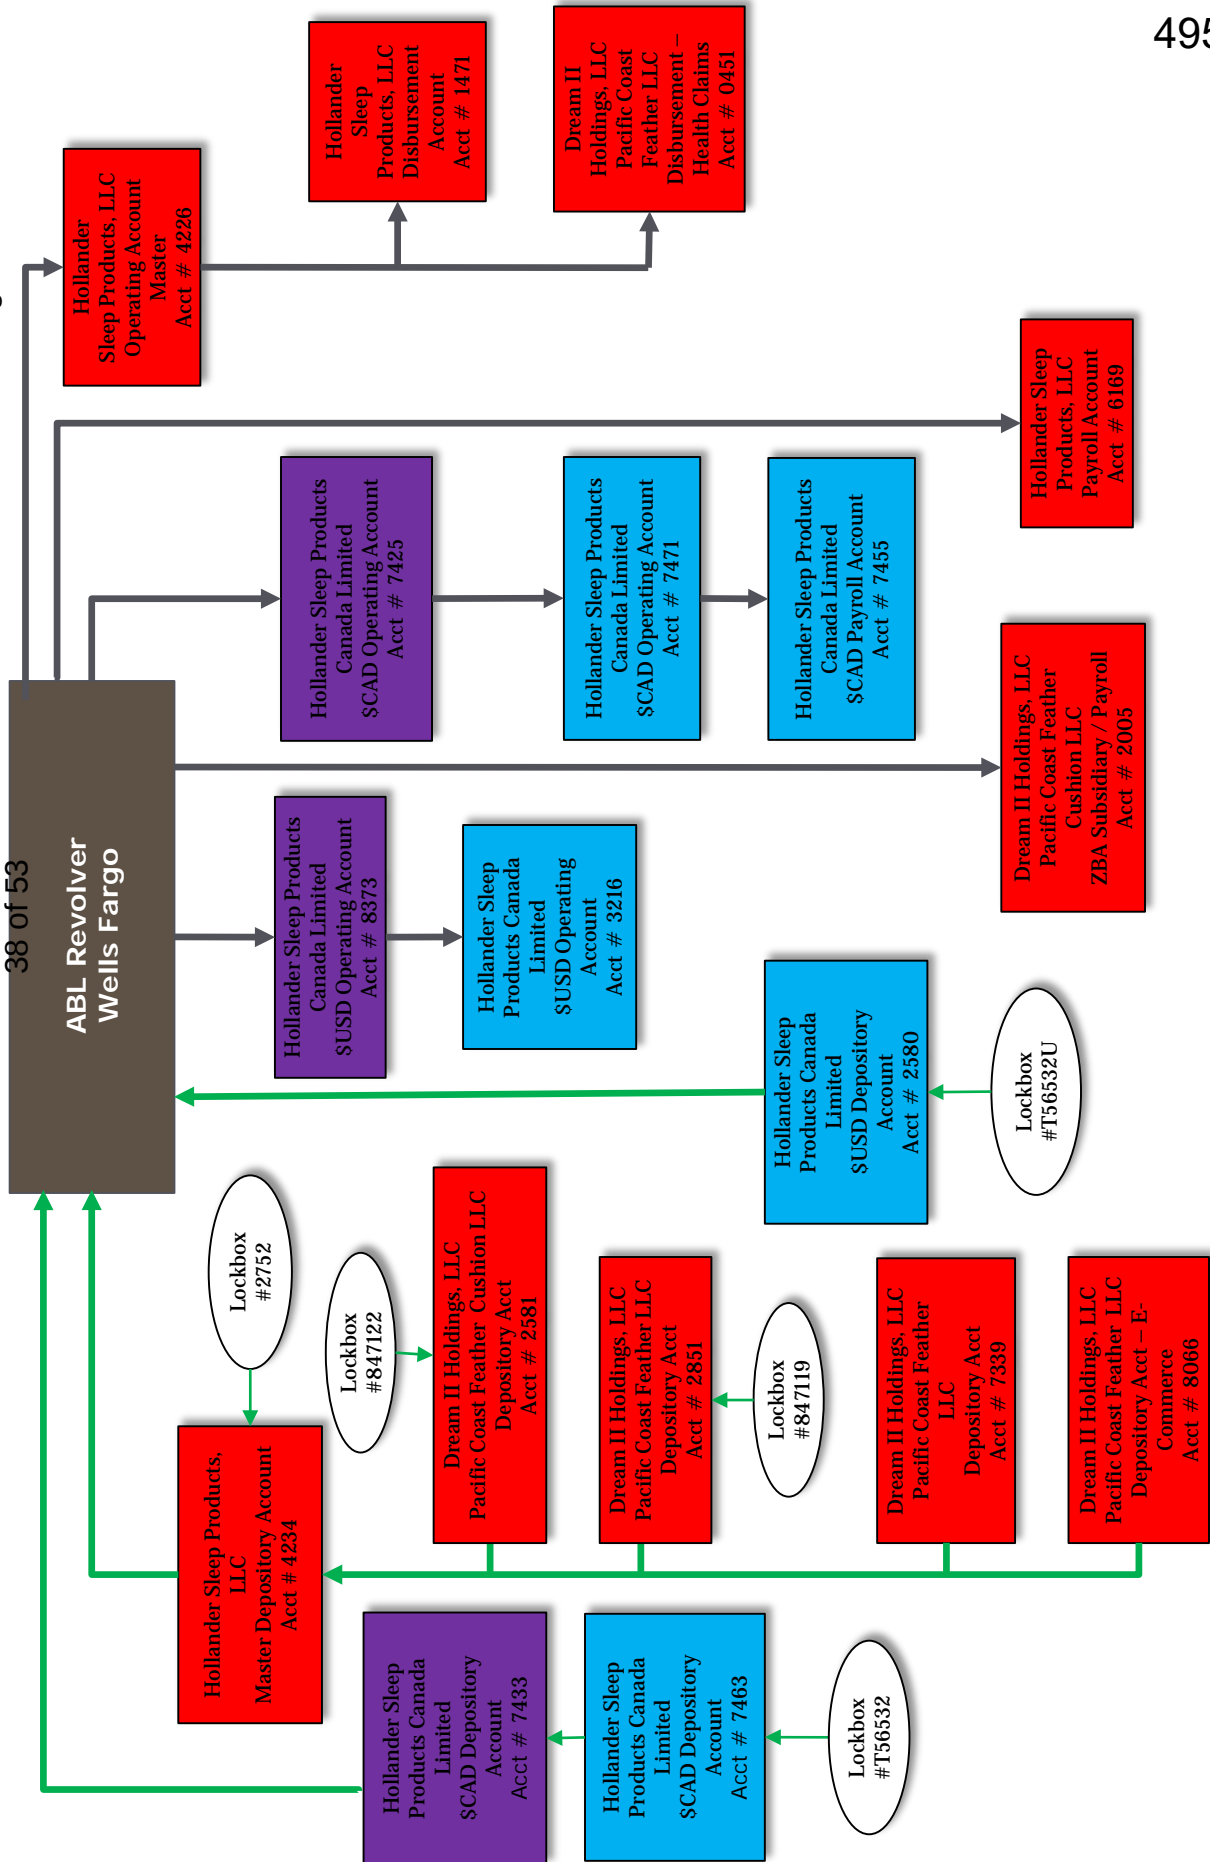 495
38 of 53
ABL Revolver
Wells Fargo
Hollander
Sleep Products, LLC
Operating Account
Master
Acct # 4226
Hollander
Sleep
Products, LLC
Disbursement
Account
Acct # 1471
Dream II
Holdings, LLC
Pacific Coast
Feather LLC
Disbursement –
Health Claims
Acct # 0451
Hollander Sleep
Products, LLC
Payroll Account
Acct # 6169
Hollander Sleep Products
Canada Limited
$CAD Operating Account
Acct # 7425
Hollander Sleep Products
Canada Limited
$CAD Operating Account
Acct # 7471
Hollander Sleep Products
Canada Limited
$CAD Payroll Account
Acct # 7455
Dream II Holdings, LLC
Pacific Coast Feather
Cushion LLC
ZBA Subsidiary / Payroll
Acct # 2005
Hollander Sleep Products
Canada Limited
$USD Operating Account
Acct # 8373
Hollander Sleep
Products Canada
Limited
$USD Operating
Account
Acct # 3216
Hollander Sleep
Products Canada
Limited
$USD Depository
Account
Acct # 2580
Lockbox
#T56532U
Lockbox
#2752
Lockbox
#847122
Dream II Holdings, LLC
Pacific Coast Feather Cushion LLC
Depository Acct
Acct # 2581
Dream II Holdings, LLC
Pacific Coast Feather LLC
Depository Acct
Acct # 2851
Lockbox
#847119
Dream II Holdings, LLC
Pacific Coast Feather
LLC
Depository Acct
Acct # 7339
Dream II Holdings, LLC
Pacific Coast Feather LLC
Depository Acct – E-
Commerce
Acct # 8066
Hollander Sleep Products,
LLC
Master Depository Account
Acct # 4234
Hollander Sleep
Products Canada
Limited
$CAD Depository
Account
Acct # 7433
Hollander Sleep
Products Canada
Limited
$CAD Depository
Account
Acct # 7463
Lockbox
#T56532